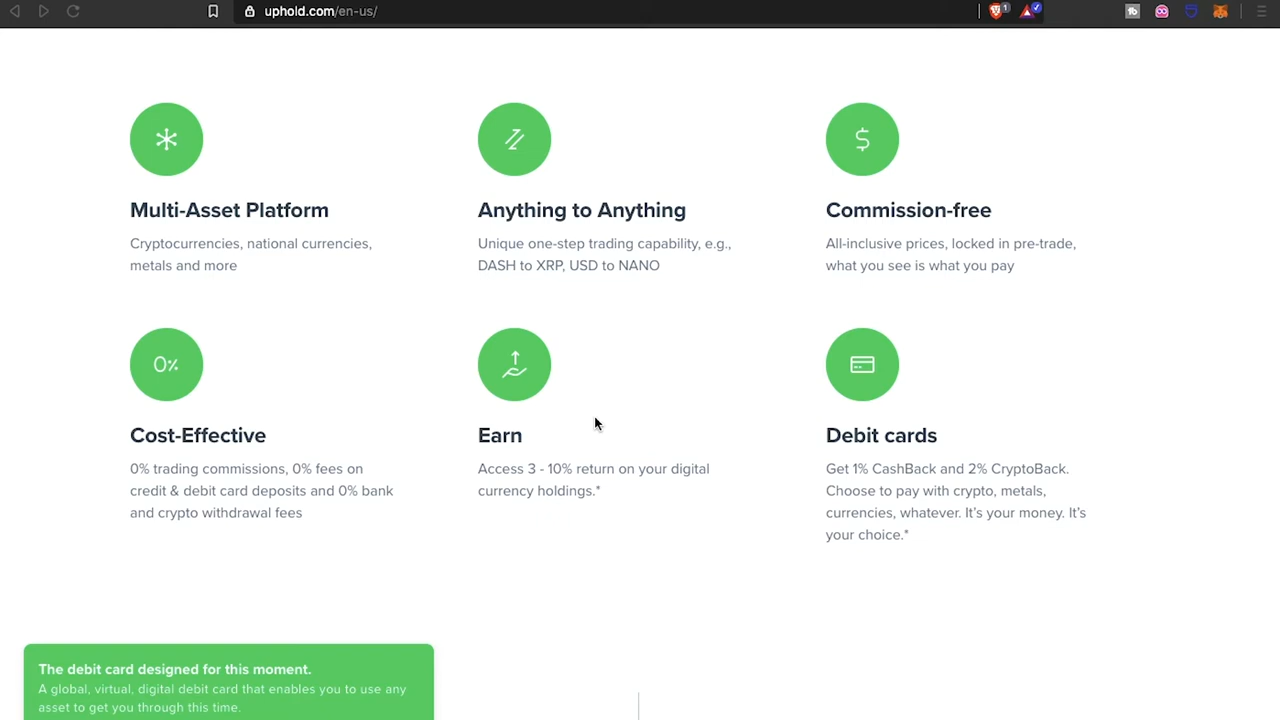 uphold.com/en-us/
1
Multi-Asset Platform
Cryptocurrencies, national currencies,
metals and more
Anything to Anything
Unique one-step trading capability, e.g.,
DASH to XRP, USD to NANO
Commission-free
All-inclusive prices, locked in pre-trade,
what you see is what you pay
0%
Cost-Effective
0% trading commissions, 0% fees on
credit & debit card deposits and 0% bank
and crypto withdrawal fees
Earn
Access 3 - 10% return on your digital
currency holdings.*
Debit cards
Get 1% CashBack and 2% CryptoBack.
Choose to pay with crypto, metals,
currencies, whatever. It’s your money. It’s
your choice.*
The debit card designed for this moment.
A global, virtual, digital debit card that enables you to use any
asset to get you through this time.